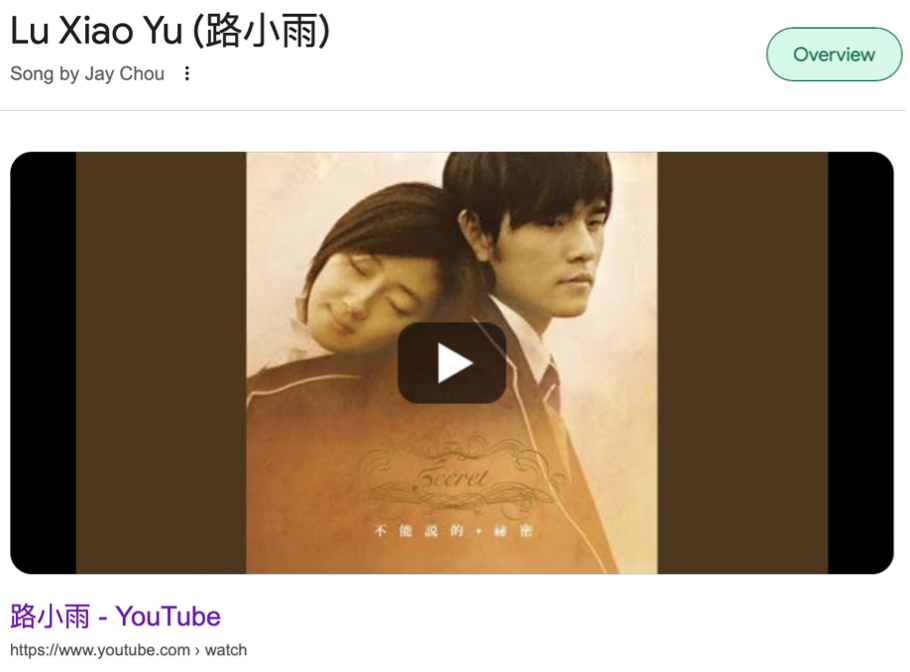 Lu Xiao Yu (路小雨)
Song by Jay Chou
Overview
Secret
不能說的・祕密
路小雨 - YouTube
https://www.youtube.com › watch